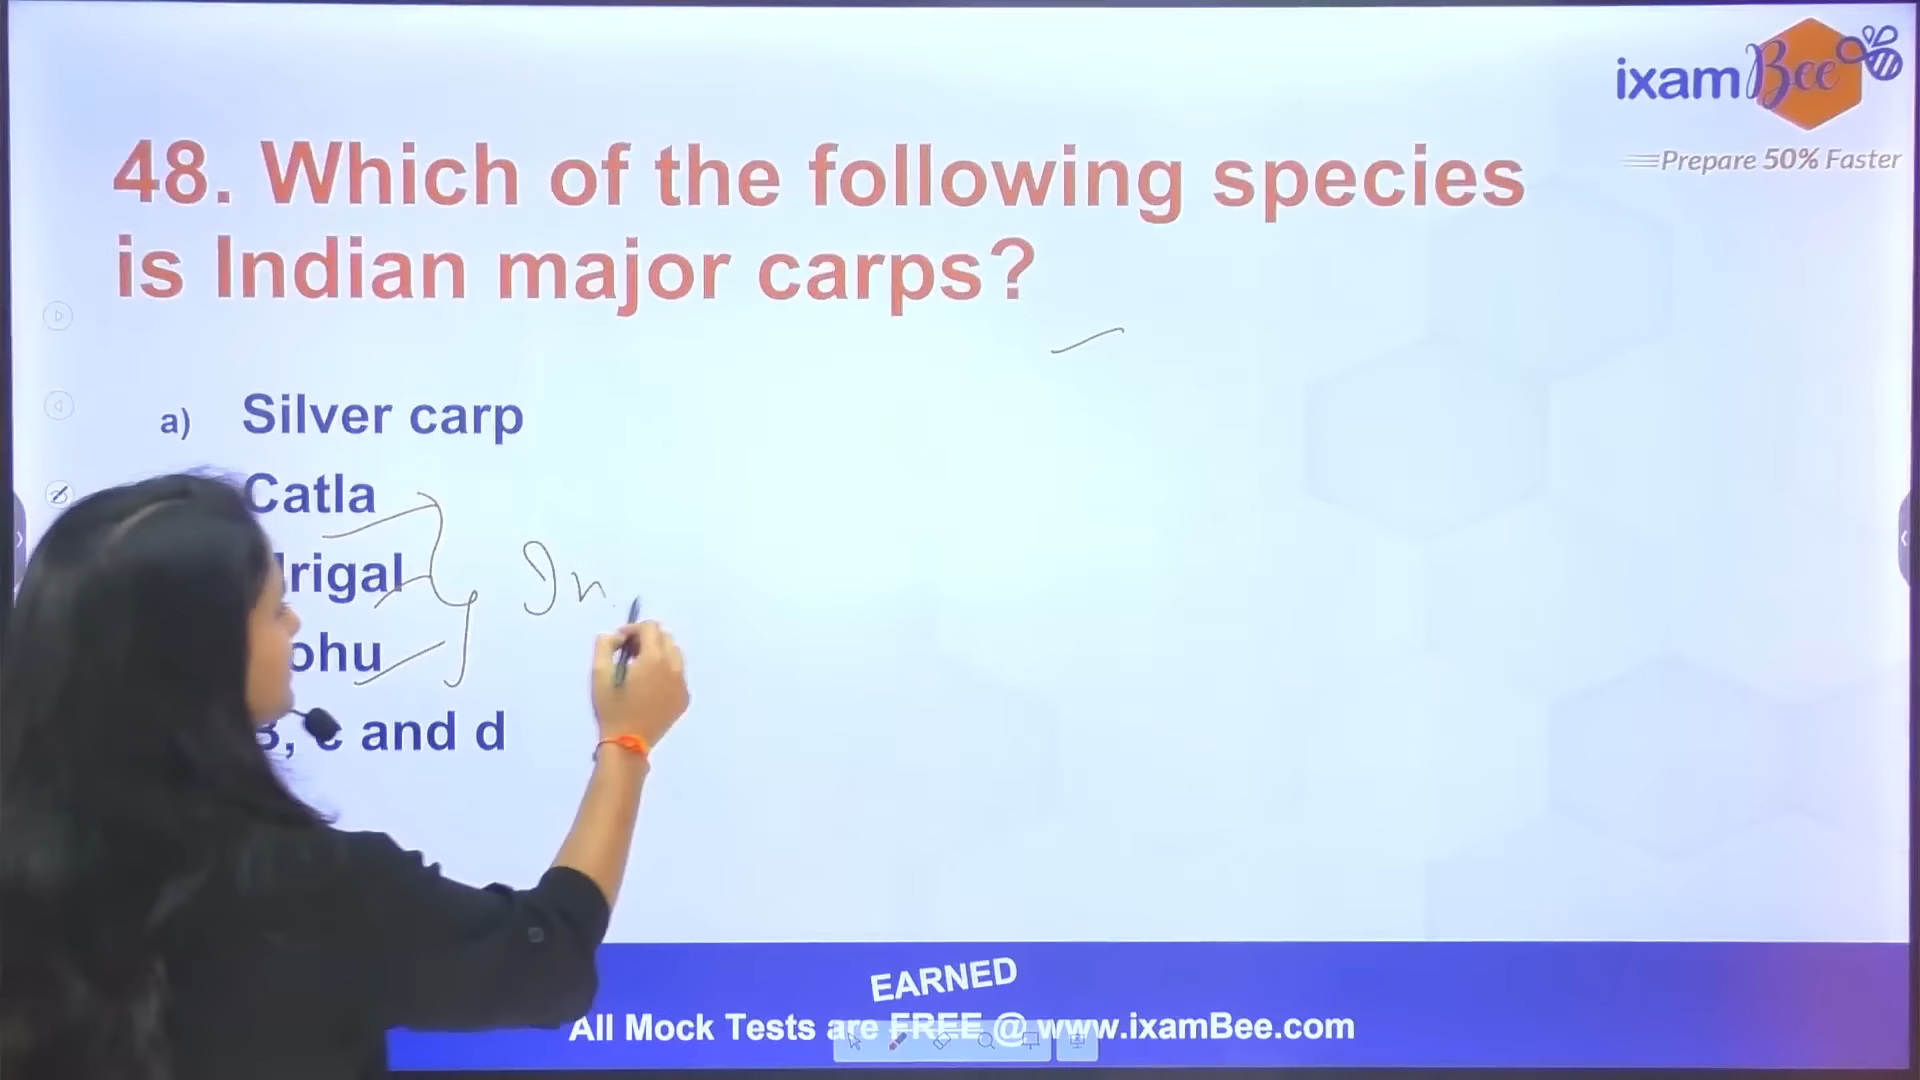 ixamBee
Prepare 50% Faster
48. Which of the following species
is Indian major carps?
a) Silver carp
Catla
rigal
ohu
, c and d
In
EARNED
All Mock Tests are FREE @ www.ixamBee.com